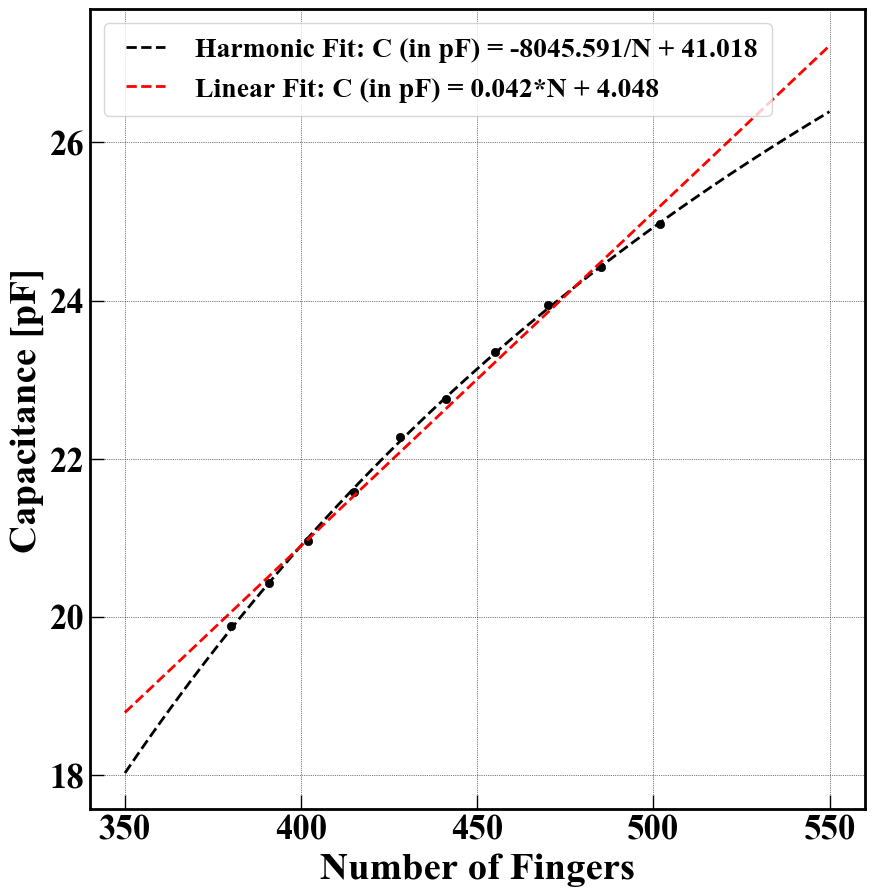 Harmonic Fit: C (in pF) = -8045.591/N + 41.018
Linear Fit: C (in pF) = 0.042*N + 4.048
Capacitance [pF]
26
24
22
20
18
350 400 450 500 550
Number of Fingers